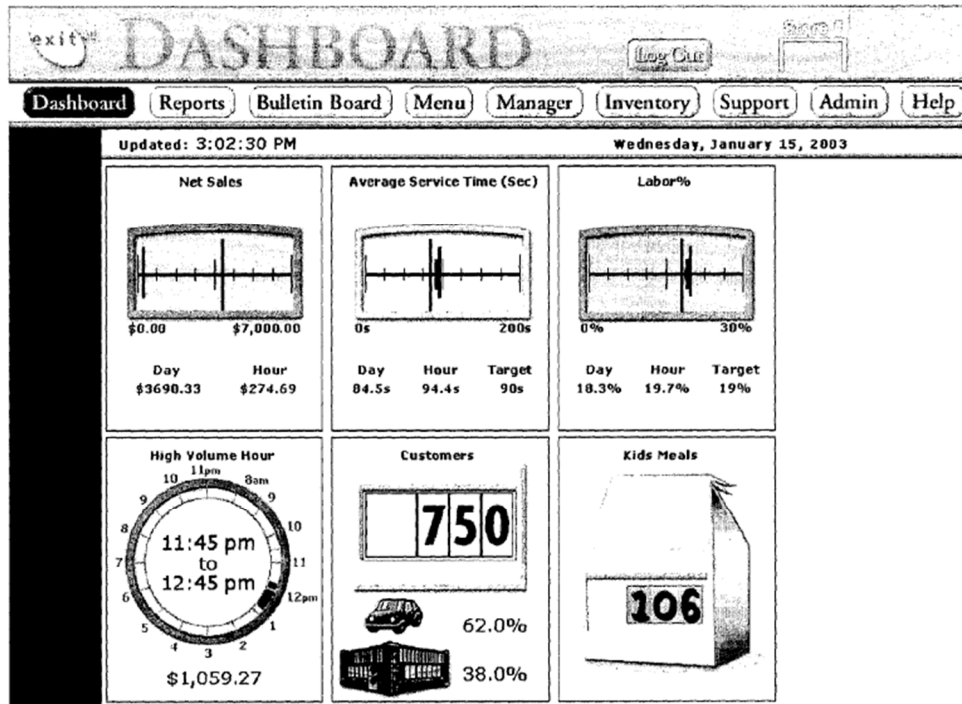 exit
DASHBOARD
Log Out
Dashboard Reports Bulletin Board Menu Manager Inventory Support Admin Help
Updated: 3:02:30 PM Wednesday, January 15, 2003
Net Sales
$0.00 $7,000.00
Day Hour
$3690.33 $274.69
Average Service Time (Sec)
0s 200s
Day Hour Target
84.5s 94.4s 90s
Labor%
0% 30%
Day Hour Target
18.3% 19.7% 19%
High Volume Hour
11pm 8am 9 10 11 12pm 1 2 3 4 5 6 7 8 9 10
11:45 pm
to
12:45 pm
$1,059.27
Customers
750
62.0%
38.0%
Kids Meals
106